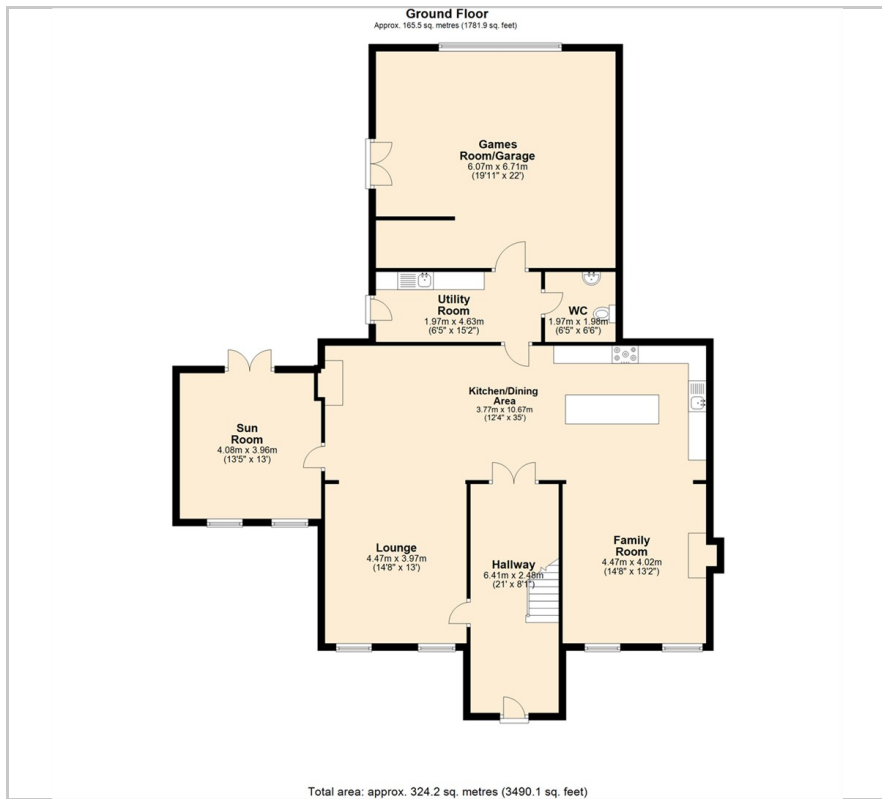 Ground Floor
Approx. 165.5 sq. metres (1781.9 sq. feet)
Games
Room/Garage
6.07m x 6.71m
(19'11" x 22')
Utility
Room
1.97m x 4.63m
(6'5" x 15'2")
WC
1.97m x 1.98m
(6'5" x 6'6")
Kitchen/Dining
Area
3.77m x 10.67m
(12'4" x 35')
Sun
Room
4.08m x 3.96m
(13'5" x 13')
Lounge
4.47m x 3.97m
(14'8" x 13')
Hallway
6.41m x 2.48m
(21' x 8'1")
Family
Room
4.47m x 4.02m
(14'8" x 13'2")
Total area: approx. 324.2 sq. metres (3490.1 sq. feet)